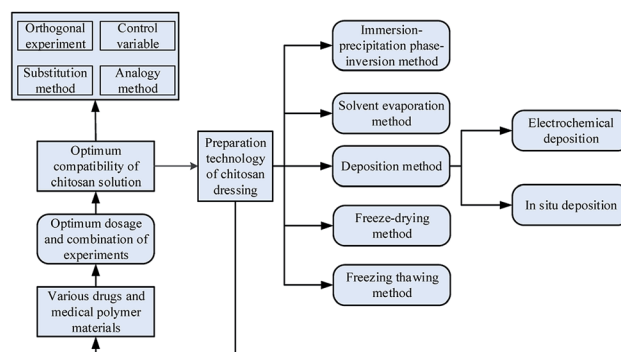 Orthogonal
experiment
Control
variable
Substitution
method
Analogy
method
Optimum
compatibility of
chitosan solution
Optimum dosage
and combination of
experiments
Various drugs and
medical polymer
materials
Preparation
technology
of chitosan
dressing
Immersion-
precipitation phase-
inversion method
Solvent evaporation
method
Deposition method
Freeze-drying
method
Freezing thawing
method
Electrochemical
deposition
In situ deposition